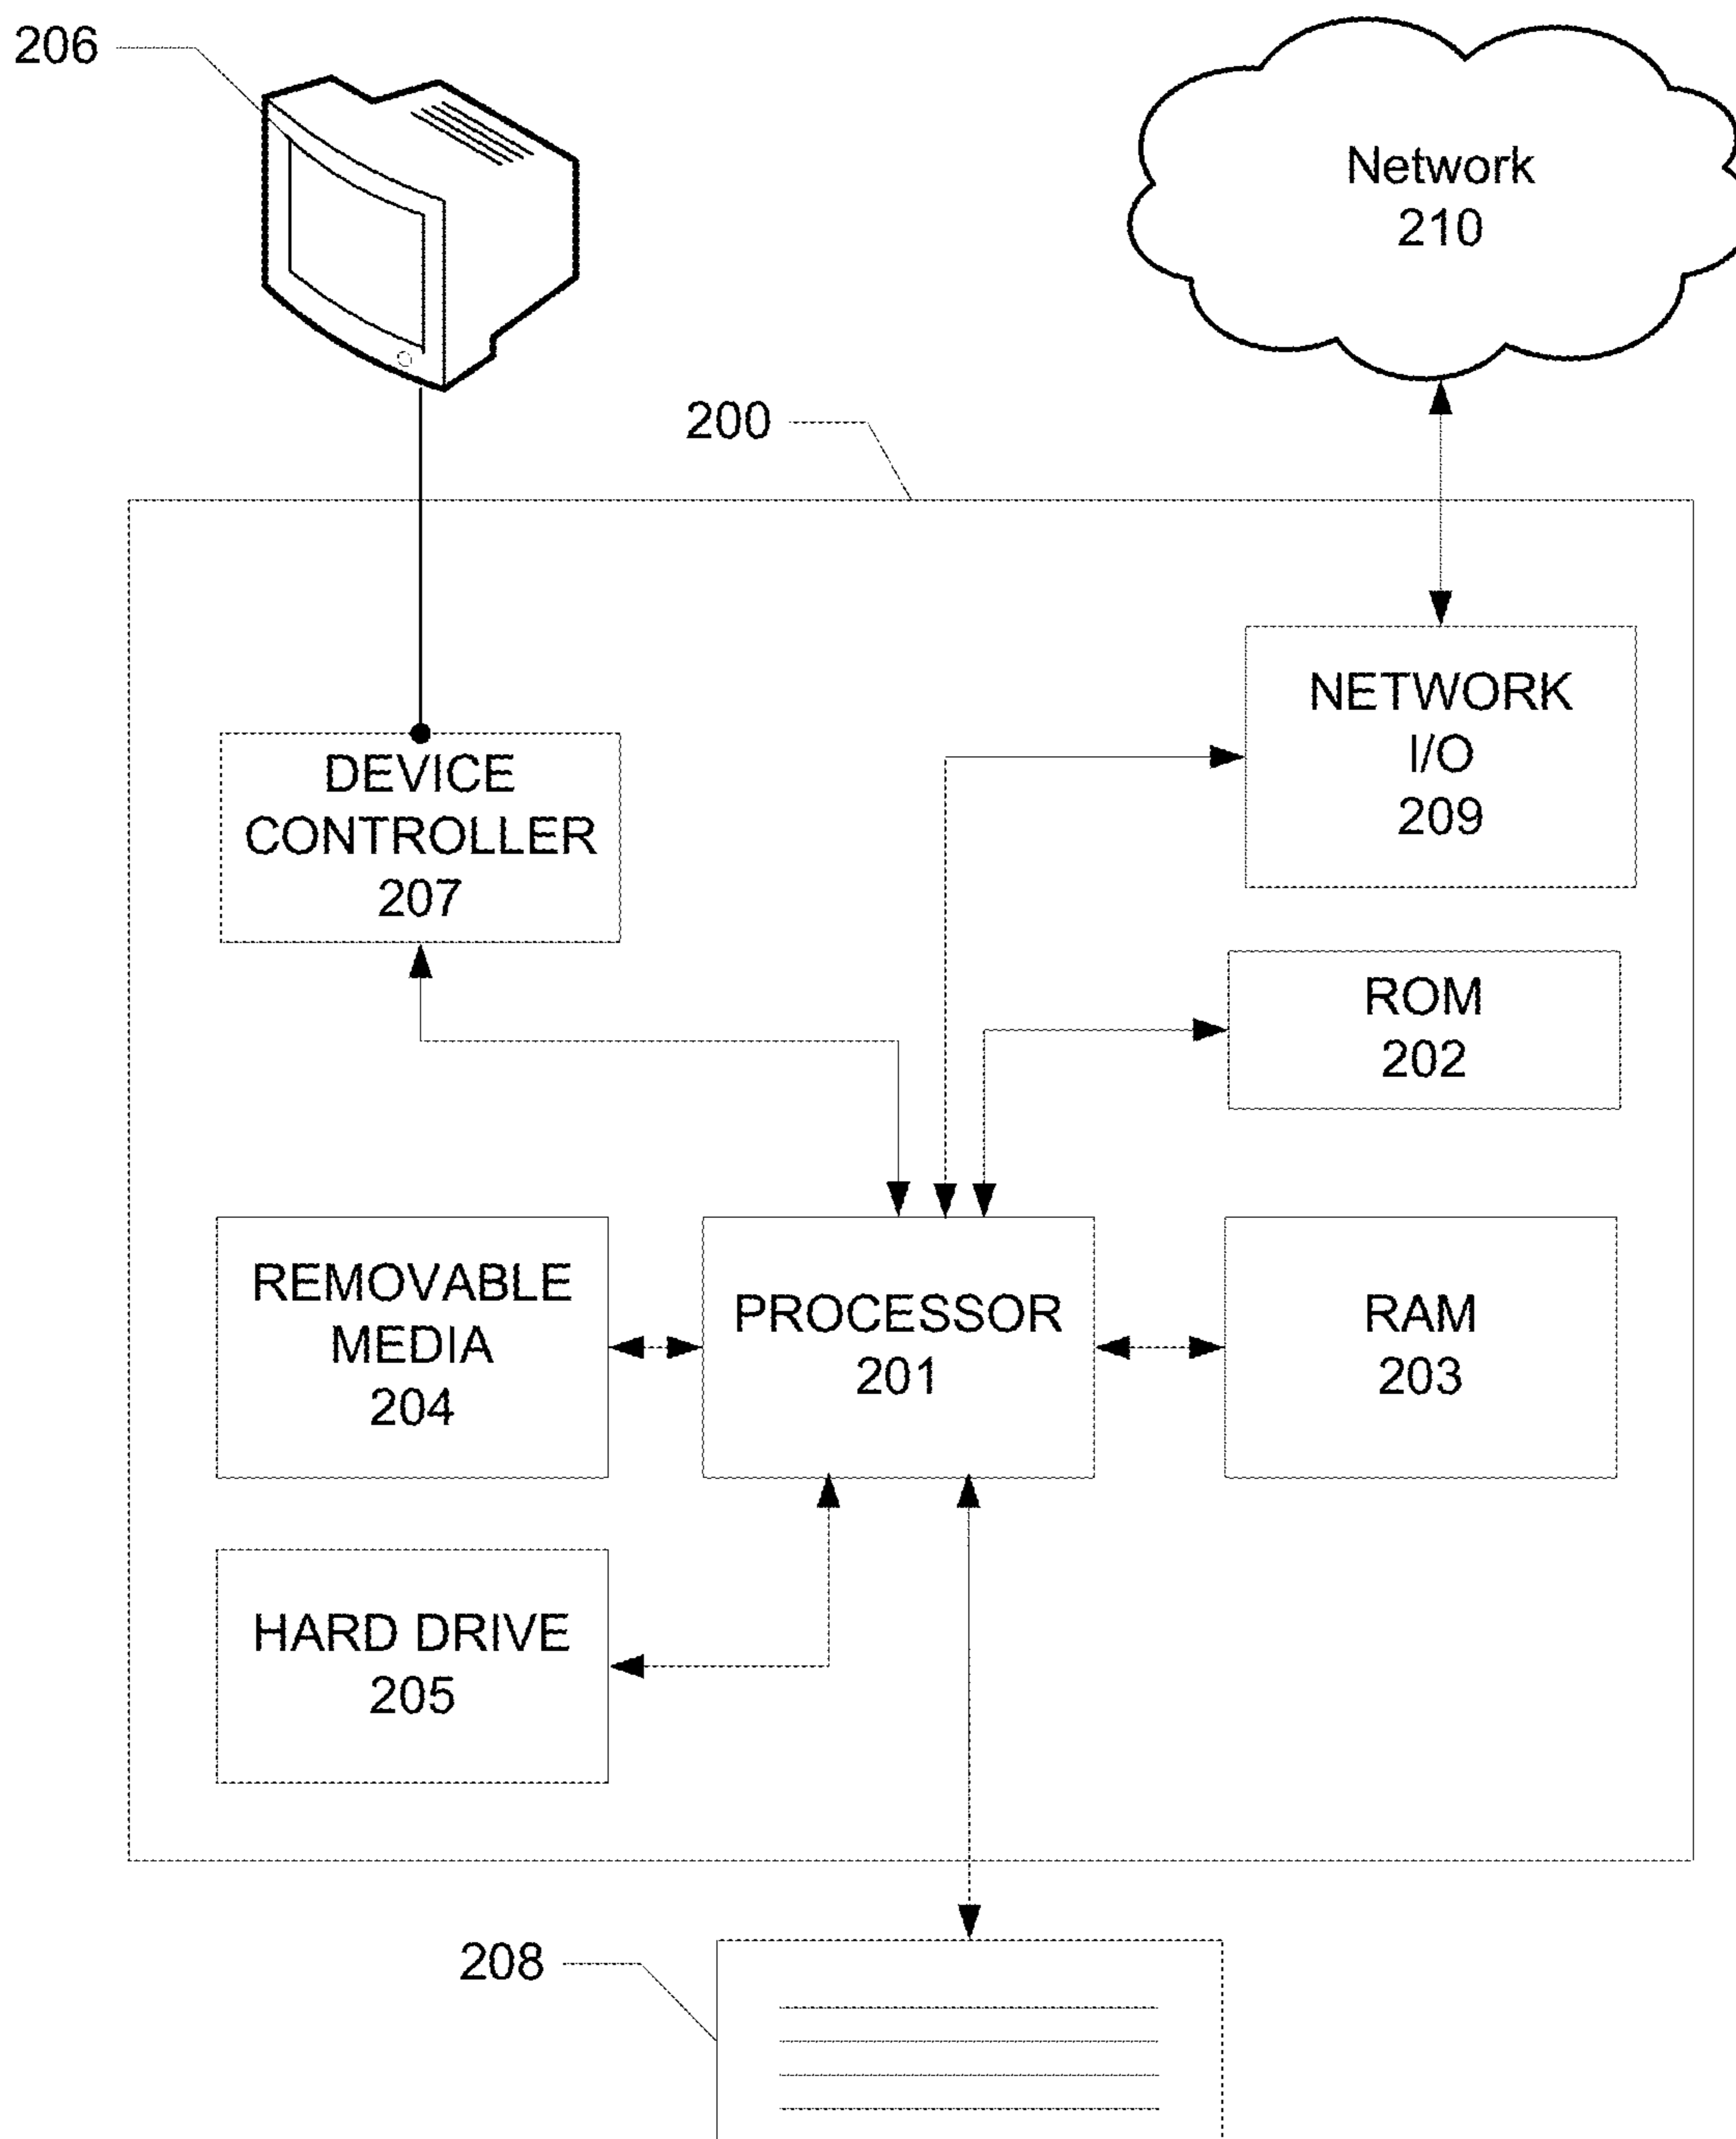 206
Network
210
200
NETWORK
I/O
209
DEVICE
CONTROLLER
207
ROM
202
REMOVABLE
MEDIA
204
PROCESSOR
201
RAM
203
HARD DRIVE
205
208